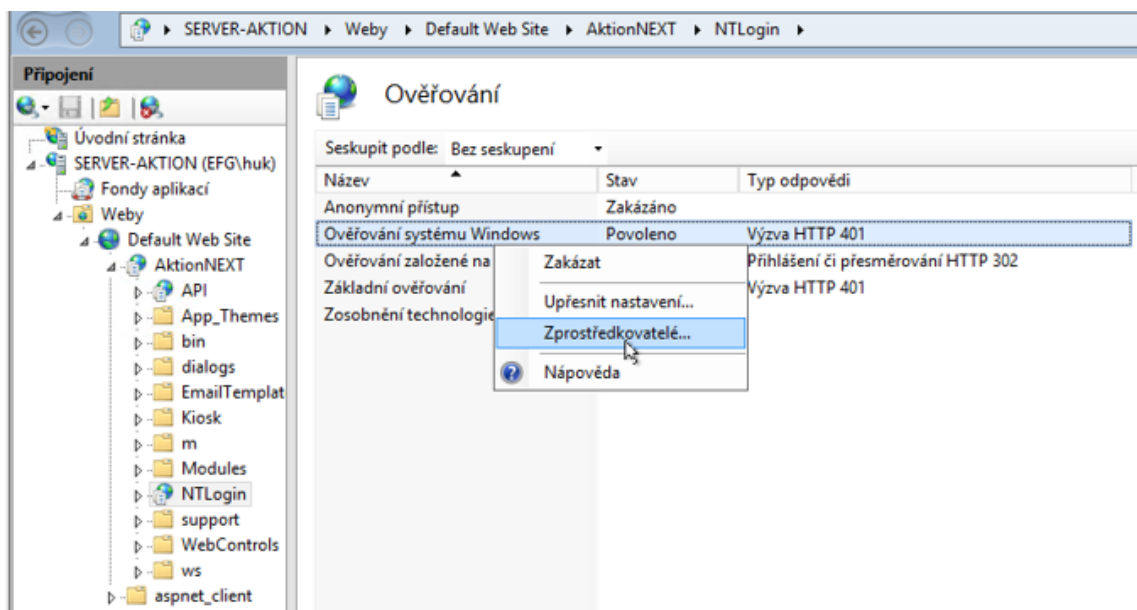 SERVER-AKTION Weby Default Web Site AktionNEXT NTLogin
Připojení
Úvodní stránka
SERVER-AKTION (EFG\huk)
Fondy aplikací
Weby
Default Web Site
AktionNEXT
API
App_Themes
bin
dialogs
EmailTemplat
Kiosk
m
Modules
NTLogin
support
WebControls
ws
aspnet_client
Ověřování
Seskupit podle: Bez seskupení
Název Stav Typ odpovědi
Anonymní přístup Zakázáno
Ověřování systému Windows Povoleno Výzva HTTP 401
Ověřování založené na Přihlášení či přesměrování HTTP 302
Základní ověřování Výzva HTTP 401
Zosobnění technologie
Zakázat
Upřesnit nastavení...
Zprostředkovatelé...
Nápověda